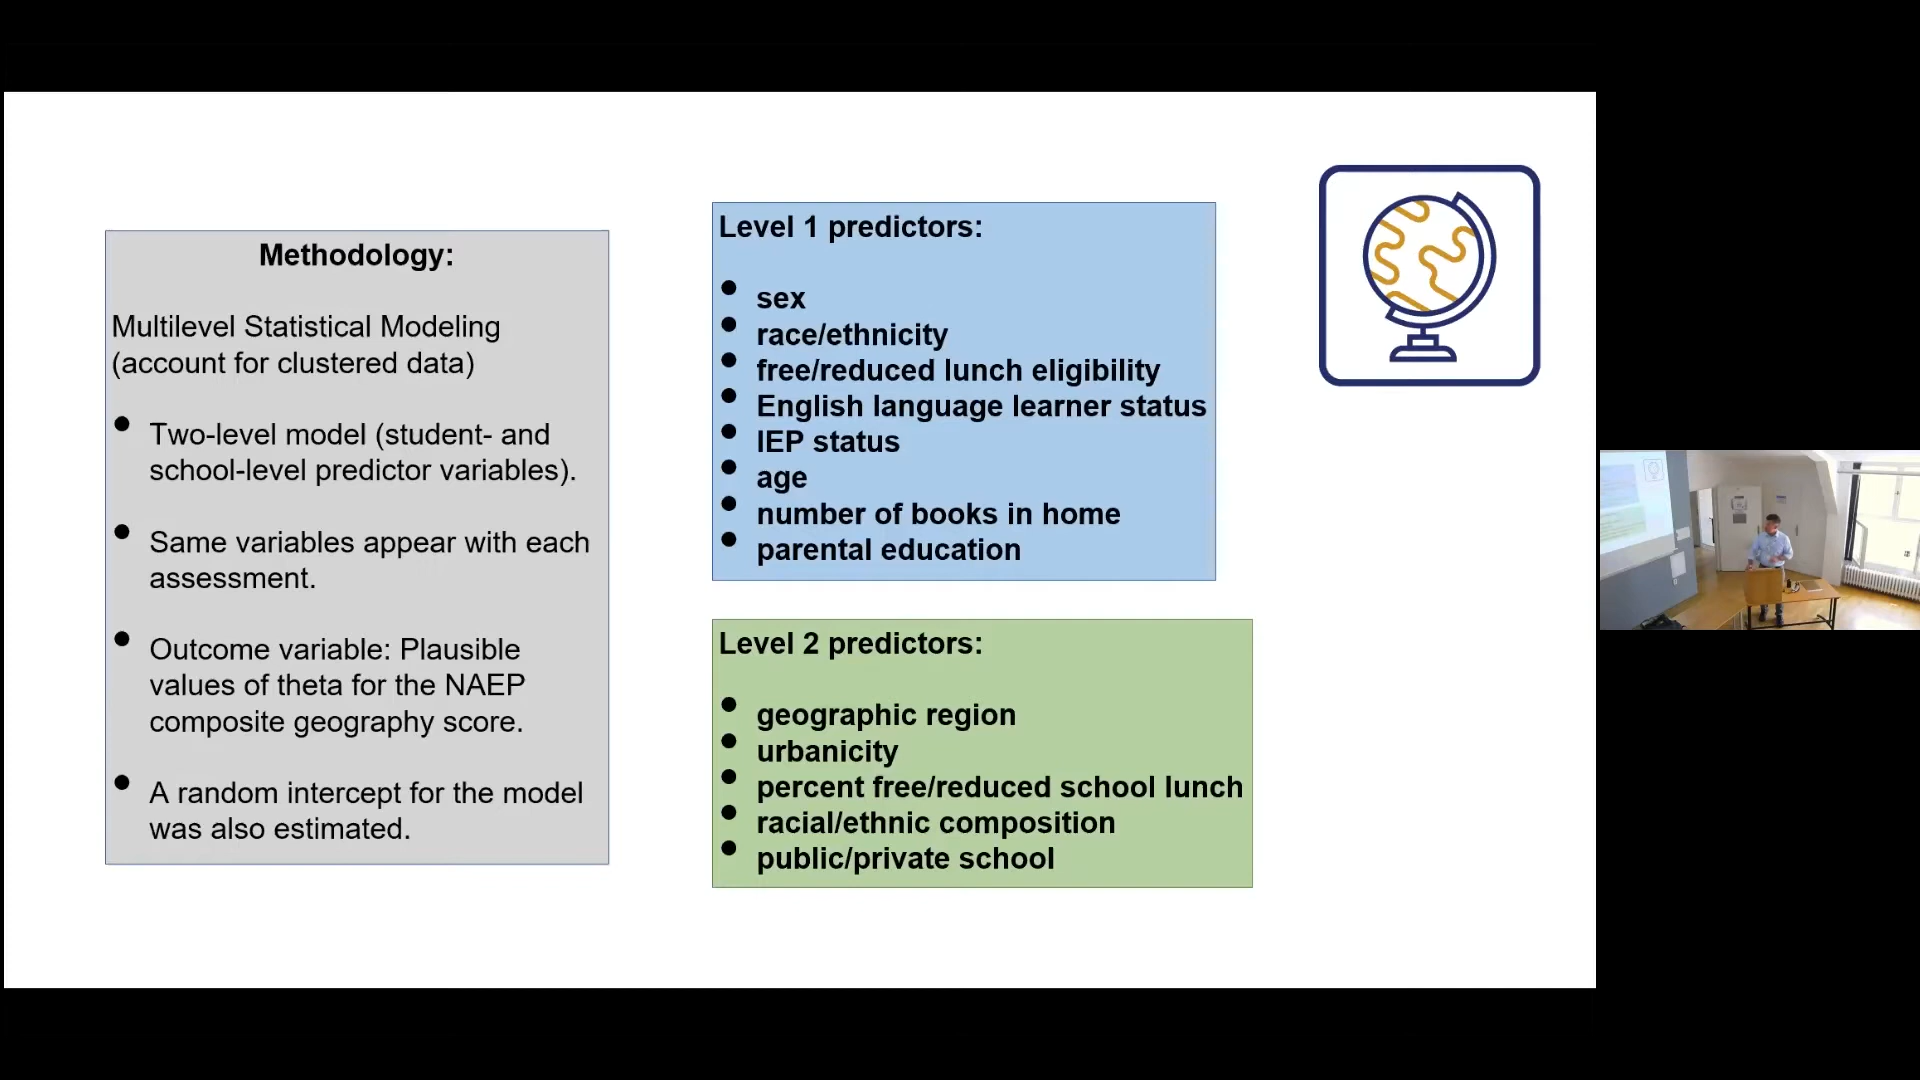 Methodology:
Multilevel Statistical Modeling
(account for clustered data)
• Two-level model (student- and
school-level predictor variables).
• Same variables appear with each
assessment.
• Outcome variable: Plausible
values of theta for the NAEP
composite geography score.
• A random intercept for the model
was also estimated.
Level 1 predictors:
• sex
• race/ethnicity
• free/reduced lunch eligibility
• English language learner status
• IEP status
• age
• number of books in home
• parental education
Level 2 predictors:
• geographic region
• urbanicity
• percent free/reduced school lunch
• racial/ethnic composition
• public/private school